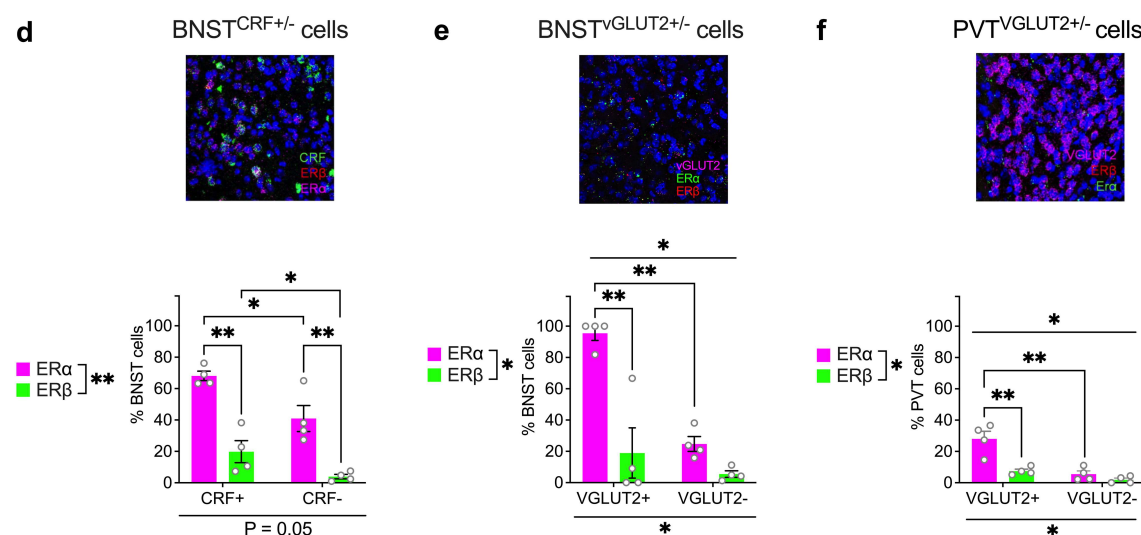 d
BNSTCRF+/- cells
CRF
ERβ
ERα
*
*
** **
ERα
ERβ
**
% BNST cells
100
80
60
40
20
0
CRF+ CRF-
P = 0.05
e
BNSTvGLUT2+/- cells
vGLUT2
ERα
ERβ
*
**
**
ERα
ERβ
*
% BNST cells
100
80
60
40
20
0
VGLUT2+ VGLUT2-
*
f
PVTVGLUT2+/- cells
VGLUT2
ERβ
Erα
*
**
**
ERα
ERβ
*
% PVT cells
100
80
60
40
20
0
VGLUT2+ VGLUT2-
*